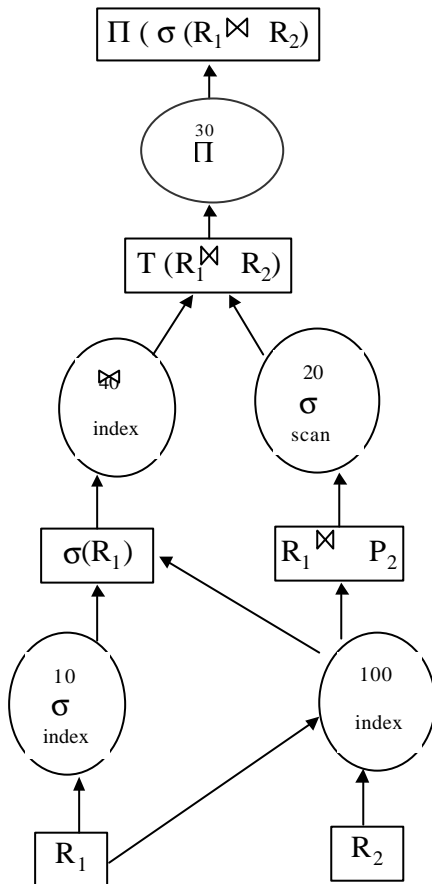 Π ( σ (R₁ ⋈ R₂)
30
Π
T (R₁ ⋈ R₂)
⋈
40
index
20
σ
scan
σ(R₁)
R₁ ⋈ P₂
10
σ
index
100
index
R₁
R₂